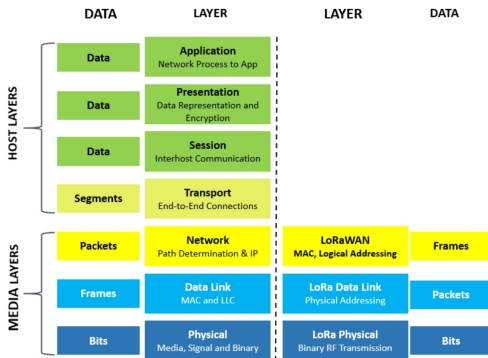 DATA LAYER LAYER DATA
HOST LAYERS
Data
Application
Network Process to App
Data
Presentation
Data Representation and
Encryption
Data
Session
Interhost Communication
Segments
Transport
End-to-End Connections
MEDIA LAYERS
Packets
Network
Path Determination & IP
LoRaWAN
MAC, Logical Addressing
Frames
Frames
Data Link
MAC and LLC
LoRa Data Link
Physical Addressing
Packets
Bits
Physical
Media, Signal and Binary
LoRa Physical
Binary RF Transmission
Bits